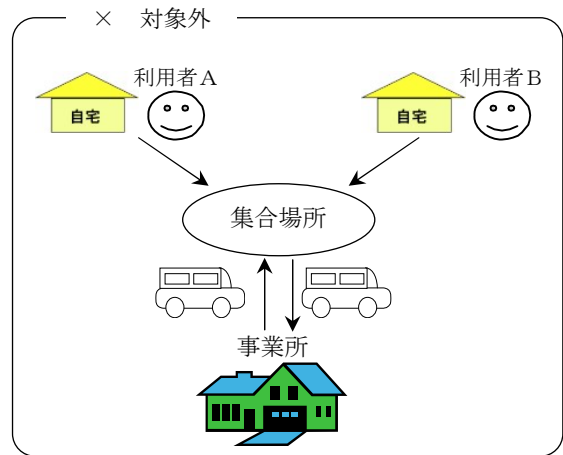 × 対象外
利用者A
利用者B
自宅
自宅
集合場所
事業所